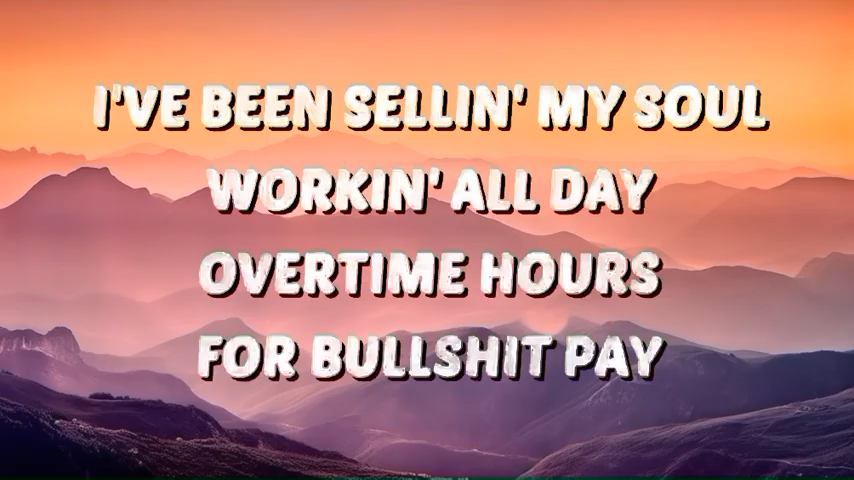 I'VE BEEN SELLIN' MY SOUL
WORKIN' ALL DAY
OVERTIME HOURS
FOR BULLSHIT PAY